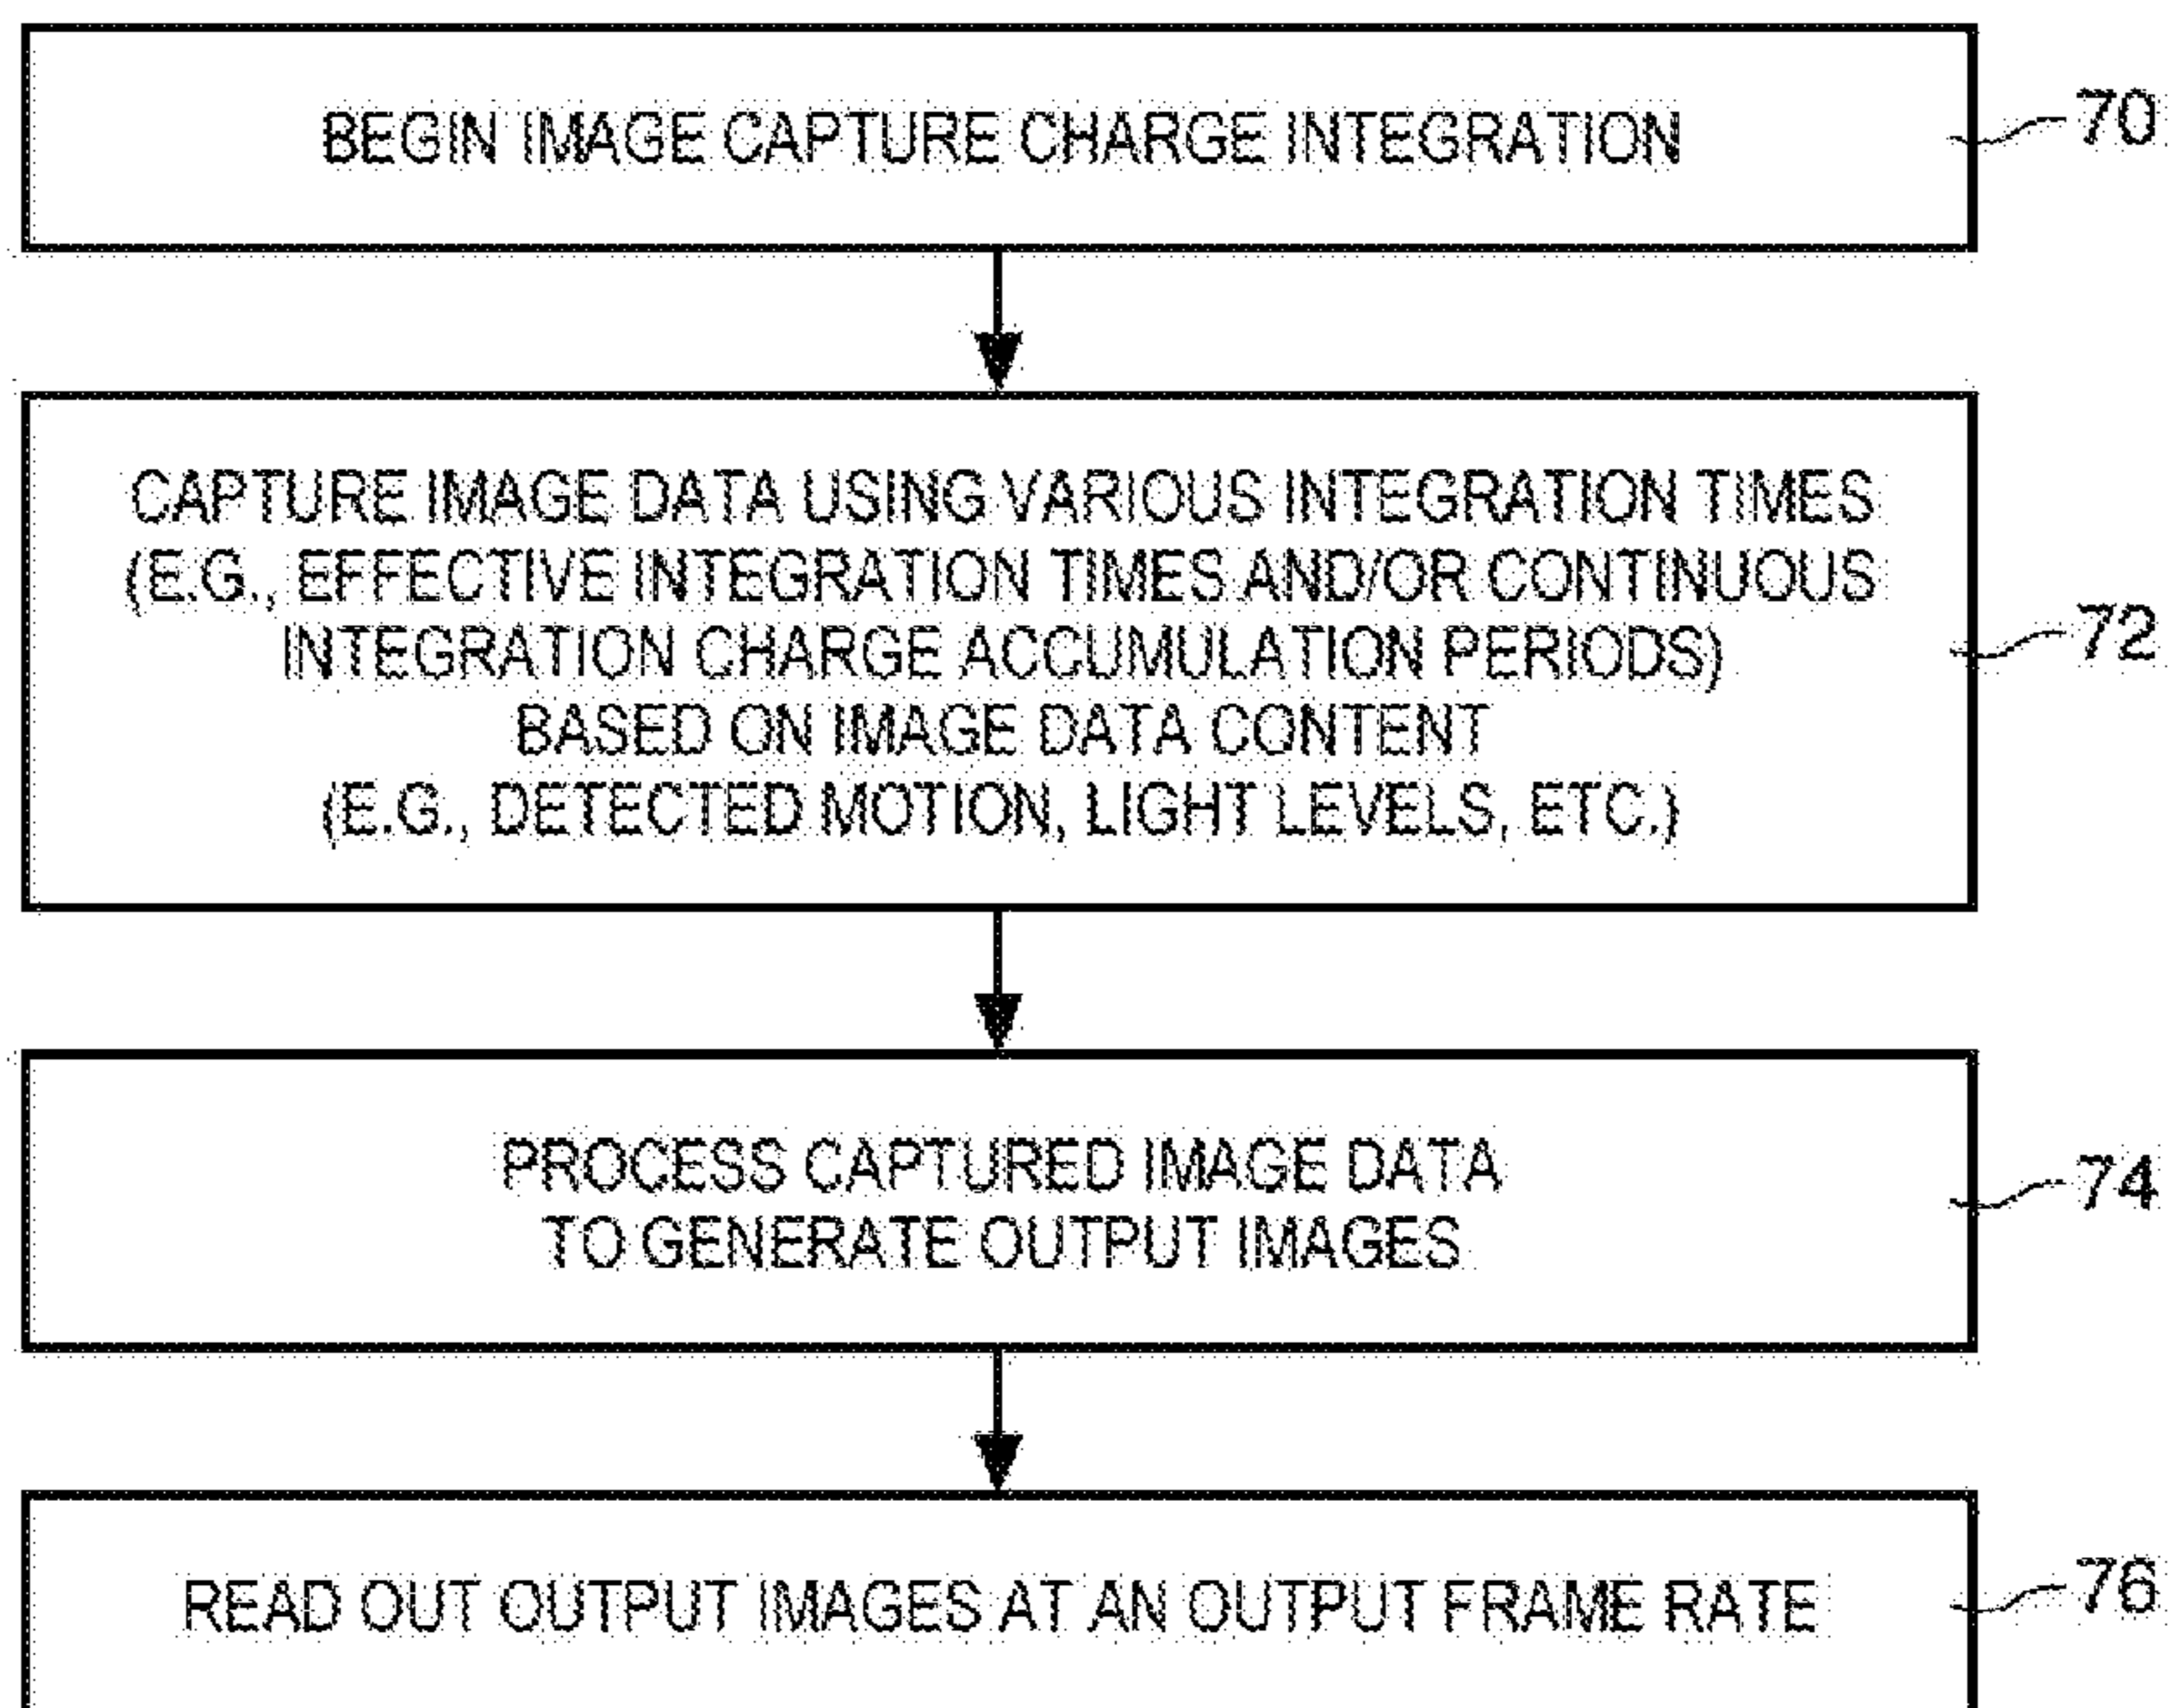 BEGIN IMAGE CAPTURE CHARGE INTEGRATION
70
CAPTURE IMAGE DATA USING VARIOUS INTEGRATION TIMES
(E.G., EFFECTIVE INTEGRATION TIMES AND/OR CONTINUOUS
INTEGRATION CHARGE ACCUMULATION PERIODS)
BASED ON IMAGE DATA CONTENT
(E.G., DETECTED MOTION, LIGHT LEVELS, ETC.)
72
PROCESS CAPTURED IMAGE DATA
TO GENERATE OUTPUT IMAGES
74
READ OUT OUTPUT IMAGES AT AN OUTPUT FRAME RATE
76